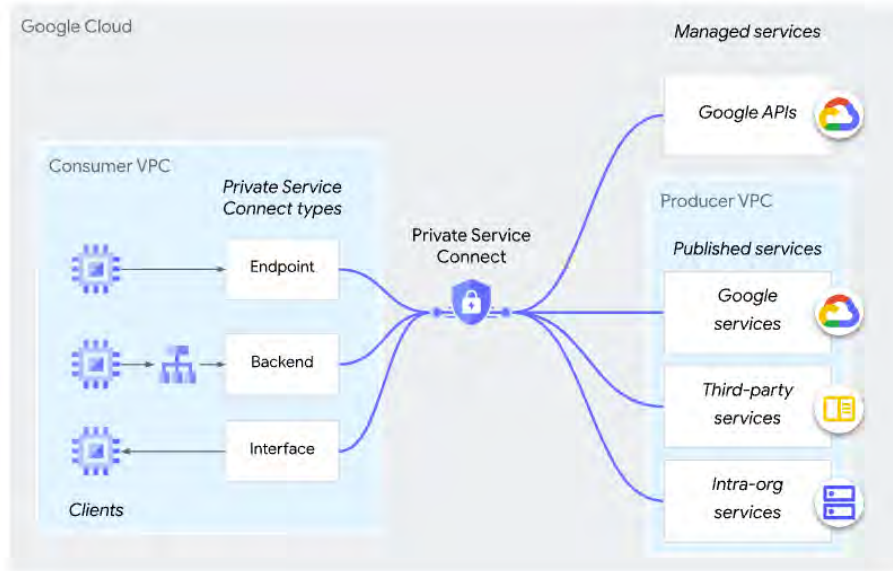 Google Cloud
Managed services
Google APIs
Consumer VPC
Private Service
Connect types
Producer VPC
Private Service
Connect
Published services
Endpoint
Google
services
Backend
Third-party
services
Interface
Intra-org
services
Clients